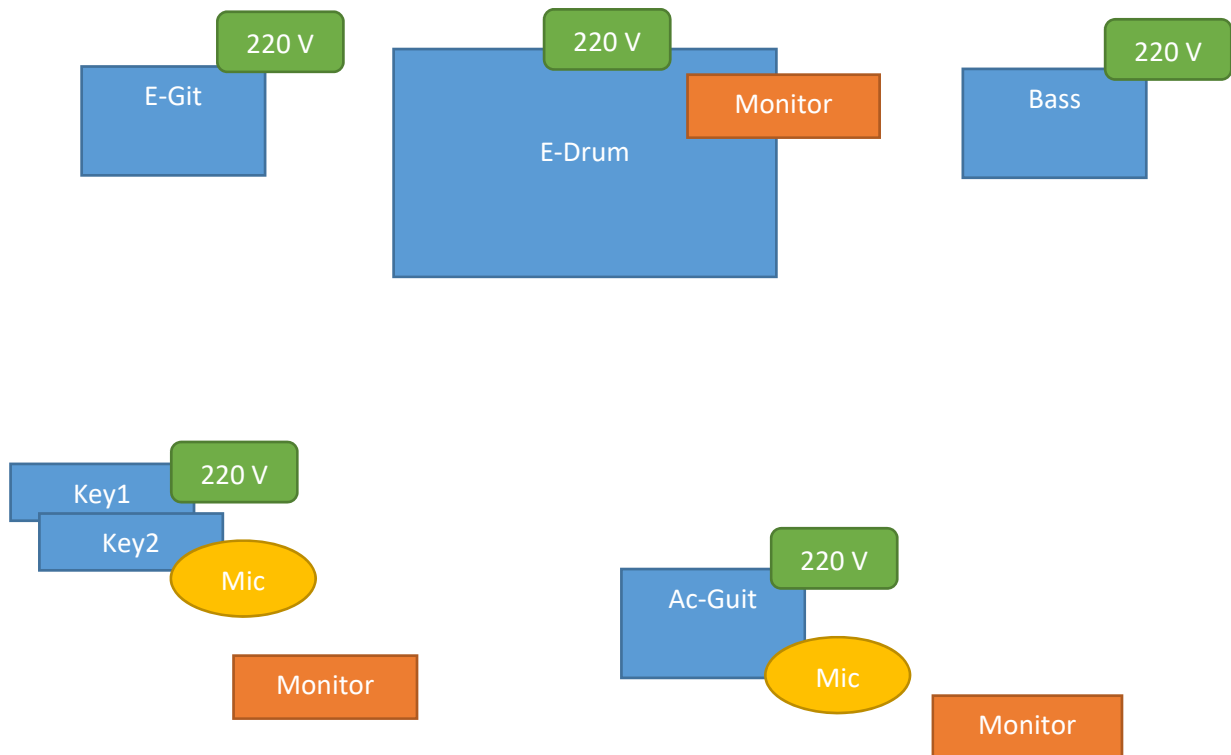 220 V
E-Git
220 V
Monitor
E-Drum
220 V
Bass
220 V
Key1
Key2
Mic
Monitor
220 V
Ac-Guit
Mic
Monitor